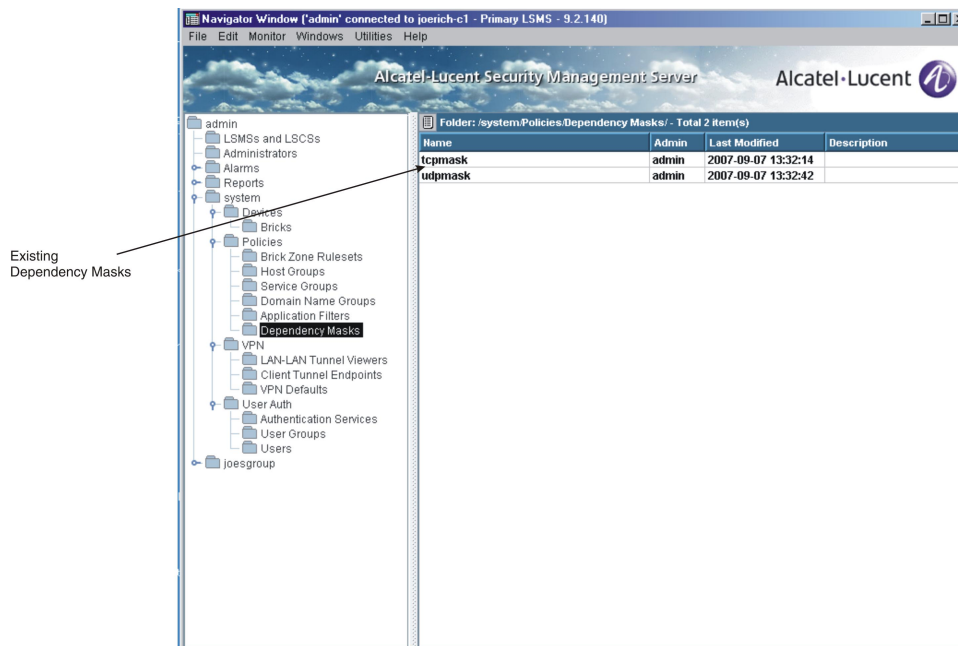 Navigator Window ('admin' connected to joerich-c1 - Primary LSMS - 9.2.140)
File Edit Monitor Windows Utilities Help
Alcatel-Lucent Security Management Server
Alcatel·Lucent
admin
LSMSs and LSCSs
Administrators
Alarms
Reports
system
Devices
Bricks
Policies
Brick Zone Rulesets
Host Groups
Service Groups
Domain Name Groups
Application Filters
Dependency Masks
VPN
LAN-LAN Tunnel Viewers
Client Tunnel Endpoints
VPN Defaults
User Auth
Authentication Services
User Groups
Users
joesgroup
Folder: /system/Policies/Dependency Masks/ - Total 2 item(s)
Name Admin Last Modified Description
tcpmask admin 2007-09-07 13:32:14
udpmask admin 2007-09-07 13:32:42
Existing
Dependency Masks